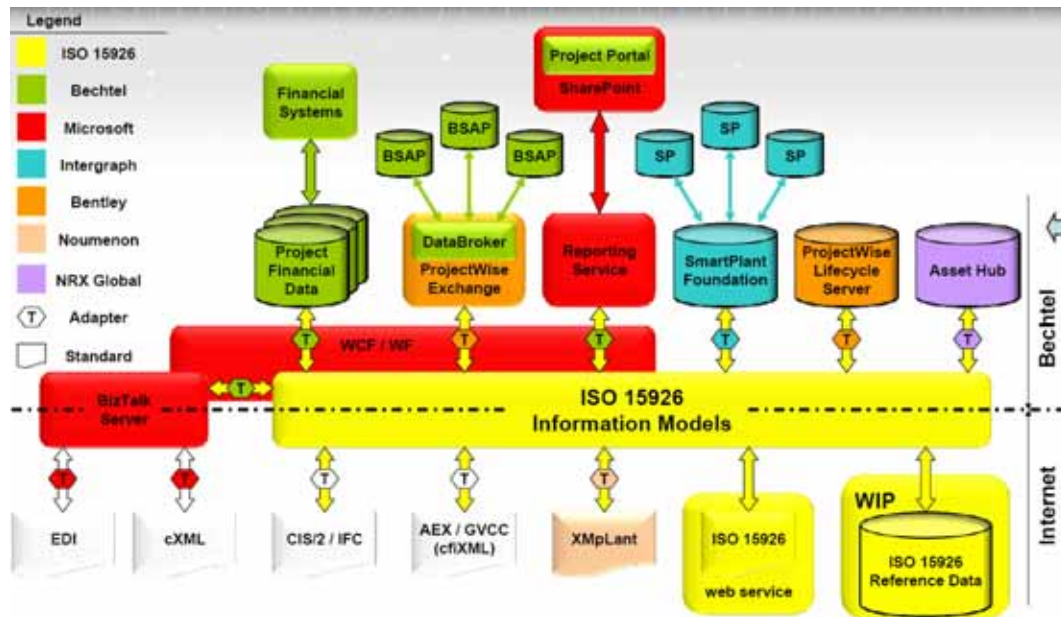 Legend
ISO 15926
Bechtel
Microsoft
Intergraph
Bentley
Noumenon
NRX Global
T
Adapter
Standard
Financial
Systems
BSAP
BSAP
BSAP
Project Portal
SharePoint
SP
SP
SP
Project
Financial
Data
DataBroker
ProjectWise
Exchange
Reporting
Service
SmartPlant
Foundation
ProjectWise
Lifecycle
Server
Asset Hub
Bechtel
T
T
T
T
T
T
WCF / WF
T
BizTalk
Server
ISO 15926
Information Models
Internet
T
T
T
T
T
EDI
cXML
CIS/2 / IFC
AEX / GVCC
(cfiXML)
XMpLant
ISO 15926
web service
WIP
ISO 15926
Reference Data